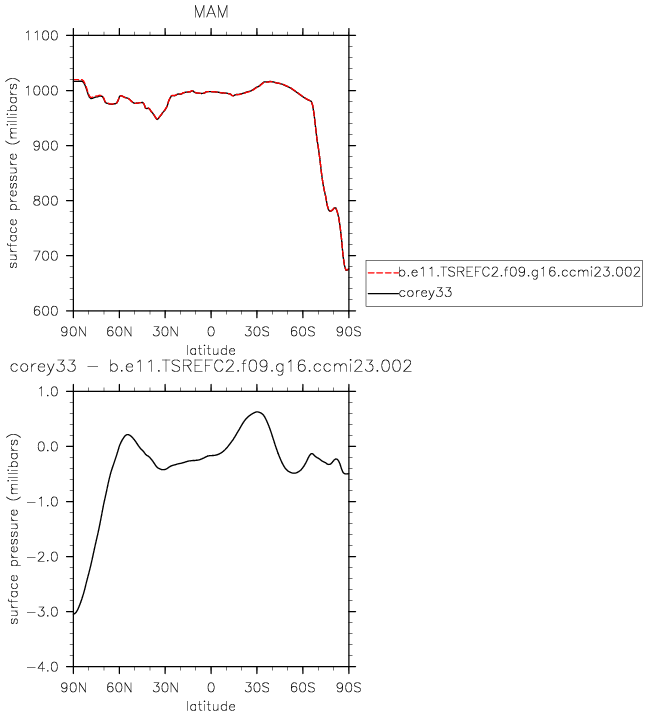 MAM
1100
1000
900
800
700
600
surface pressure (millibars)
90N 60N 30N 0 30S 60S 90S
latitude
b.e11.TSREFC2.f09.g16.ccmi23.002
corey33
corey33 − b.e11.TSREFC2.f09.g16.ccmi23.002
1.0
0.0
−1.0
−2.0
−3.0
−4.0
surface pressure (millibars)
90N 60N 30N 0 30S 60S 90S
latitude